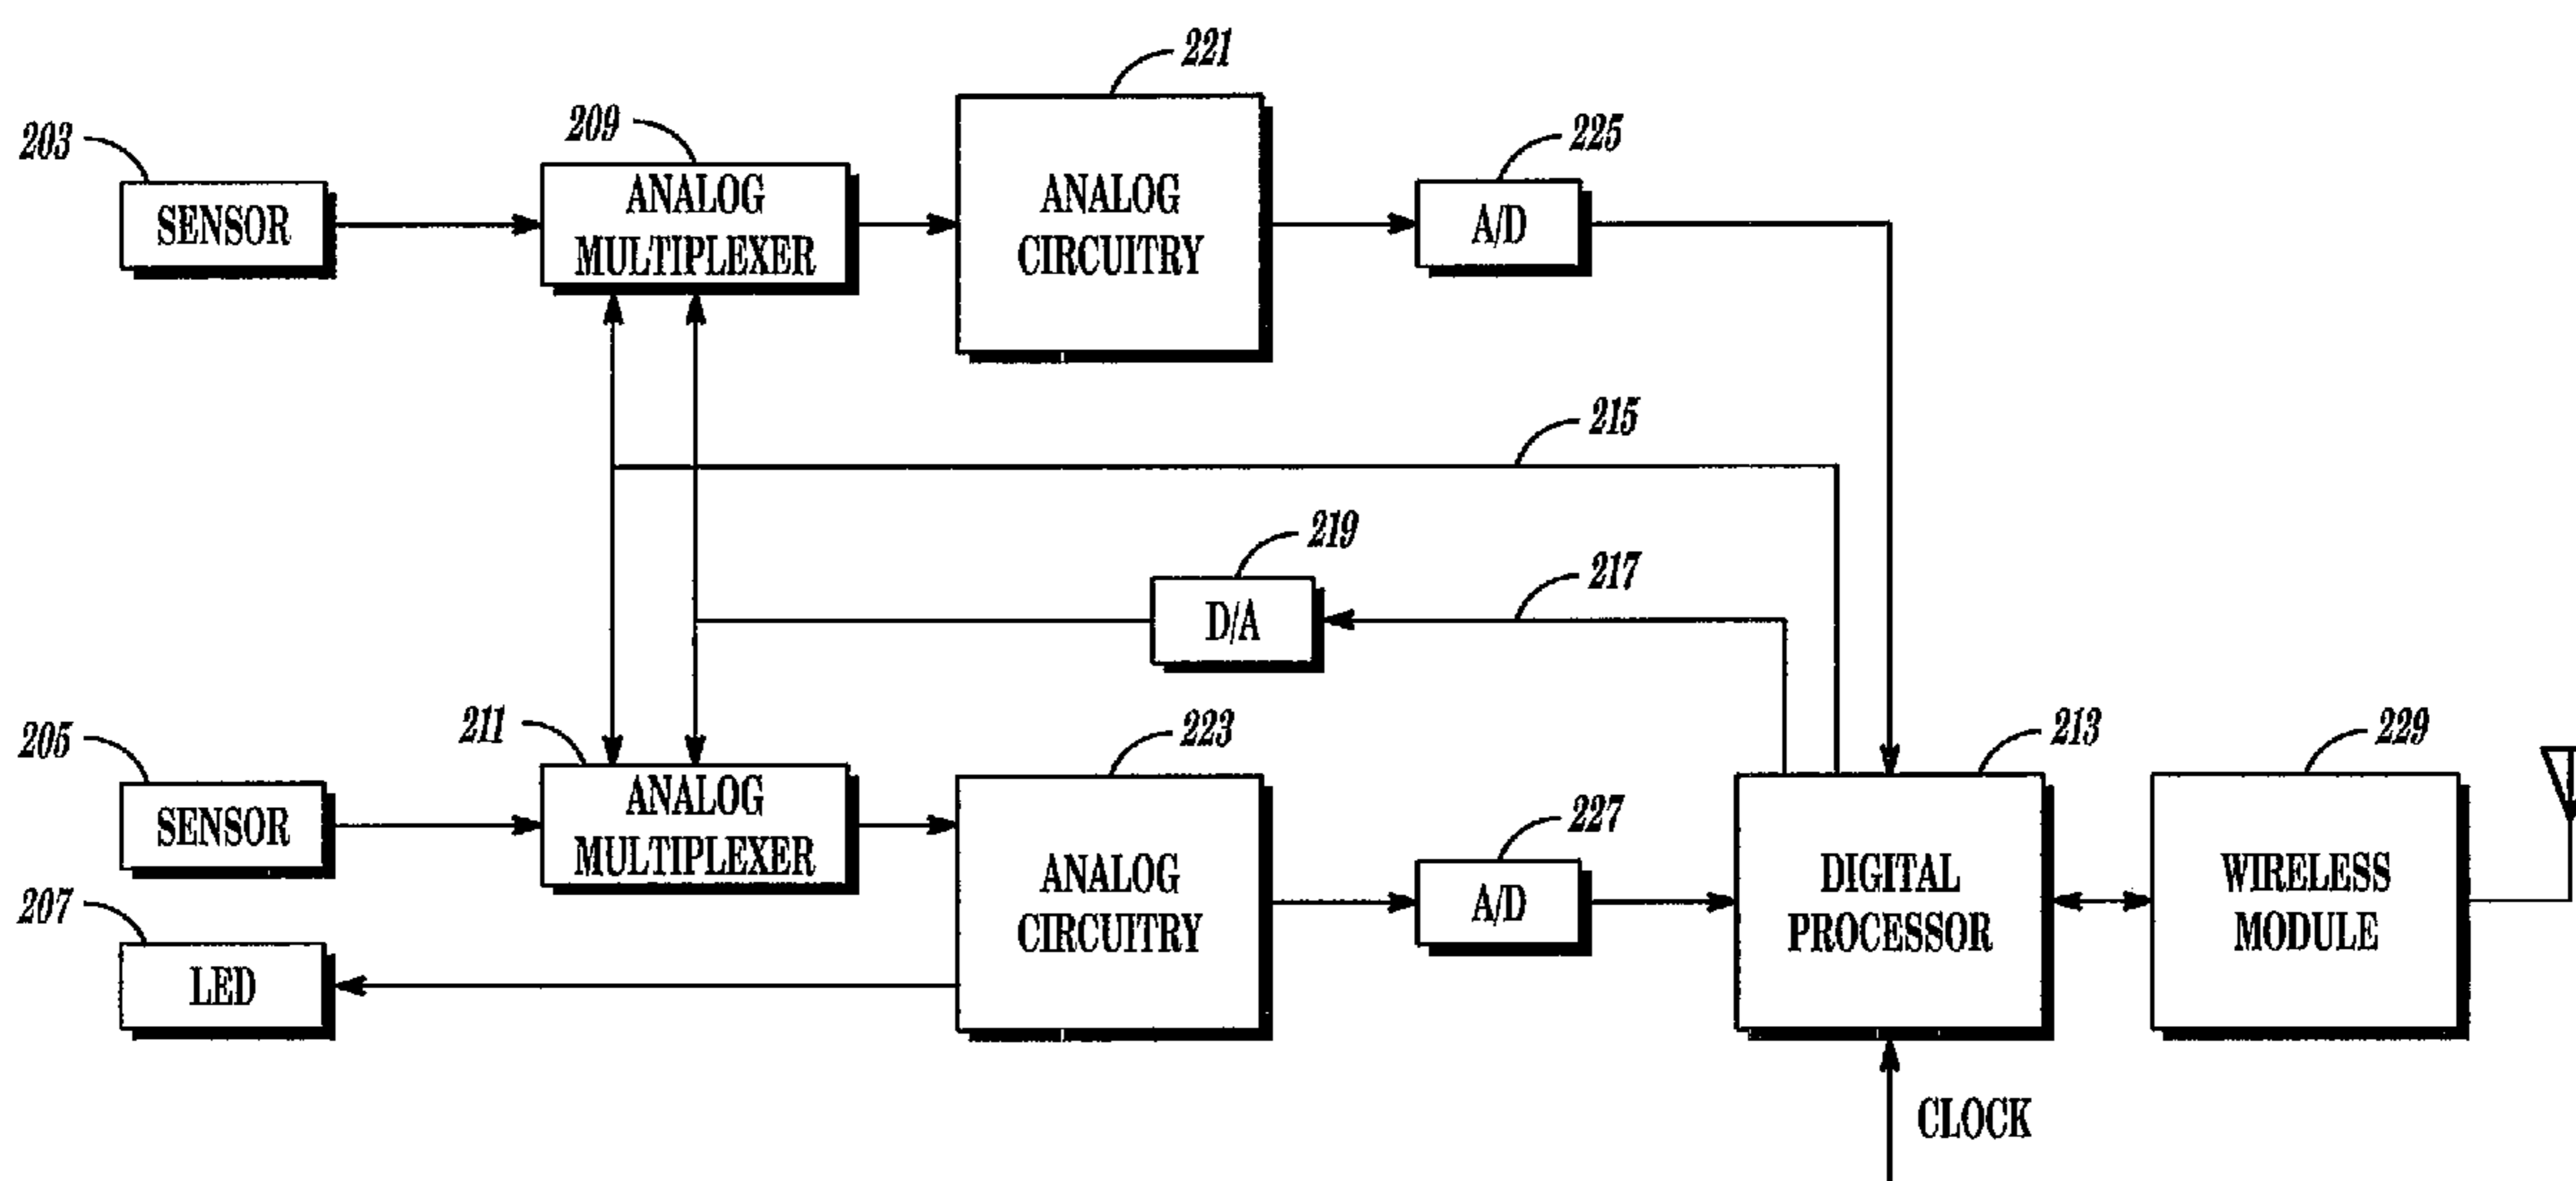 221
209
203
225
SENSOR
ANALOG
MULTIPLEXER
ANALOG
CIRCUITRY
A/D
215
219
217
D/A
205
211
223
213
229
227
SENSOR
ANALOG
MULTIPLEXER
207
ANALOG
CIRCUITRY
A/D
DIGITAL
PROCESSOR
WIRELESS
MODULE
LED
CLOCK